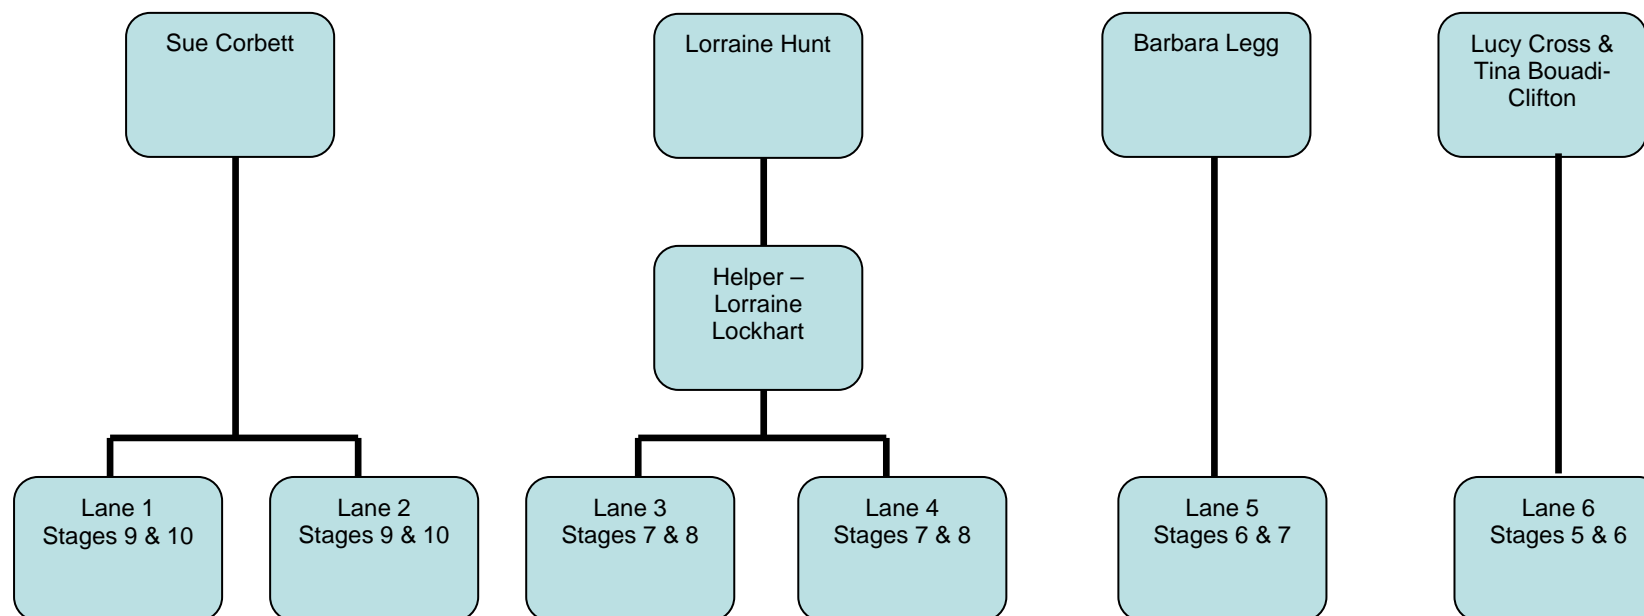 Sue Corbett
Lorraine Hunt
Barbara Legg
Lucy Cross &
Tina Bouadi-
Clifton
Helper –
Lorraine
Lockhart
Lane 1
Stages 9 & 10
Lane 2
Stages 9 & 10
Lane 3
Stages 7 & 8
Lane 4
Stages 7 & 8
Lane 5
Stages 6 & 7
Lane 6
Stages 5 & 6